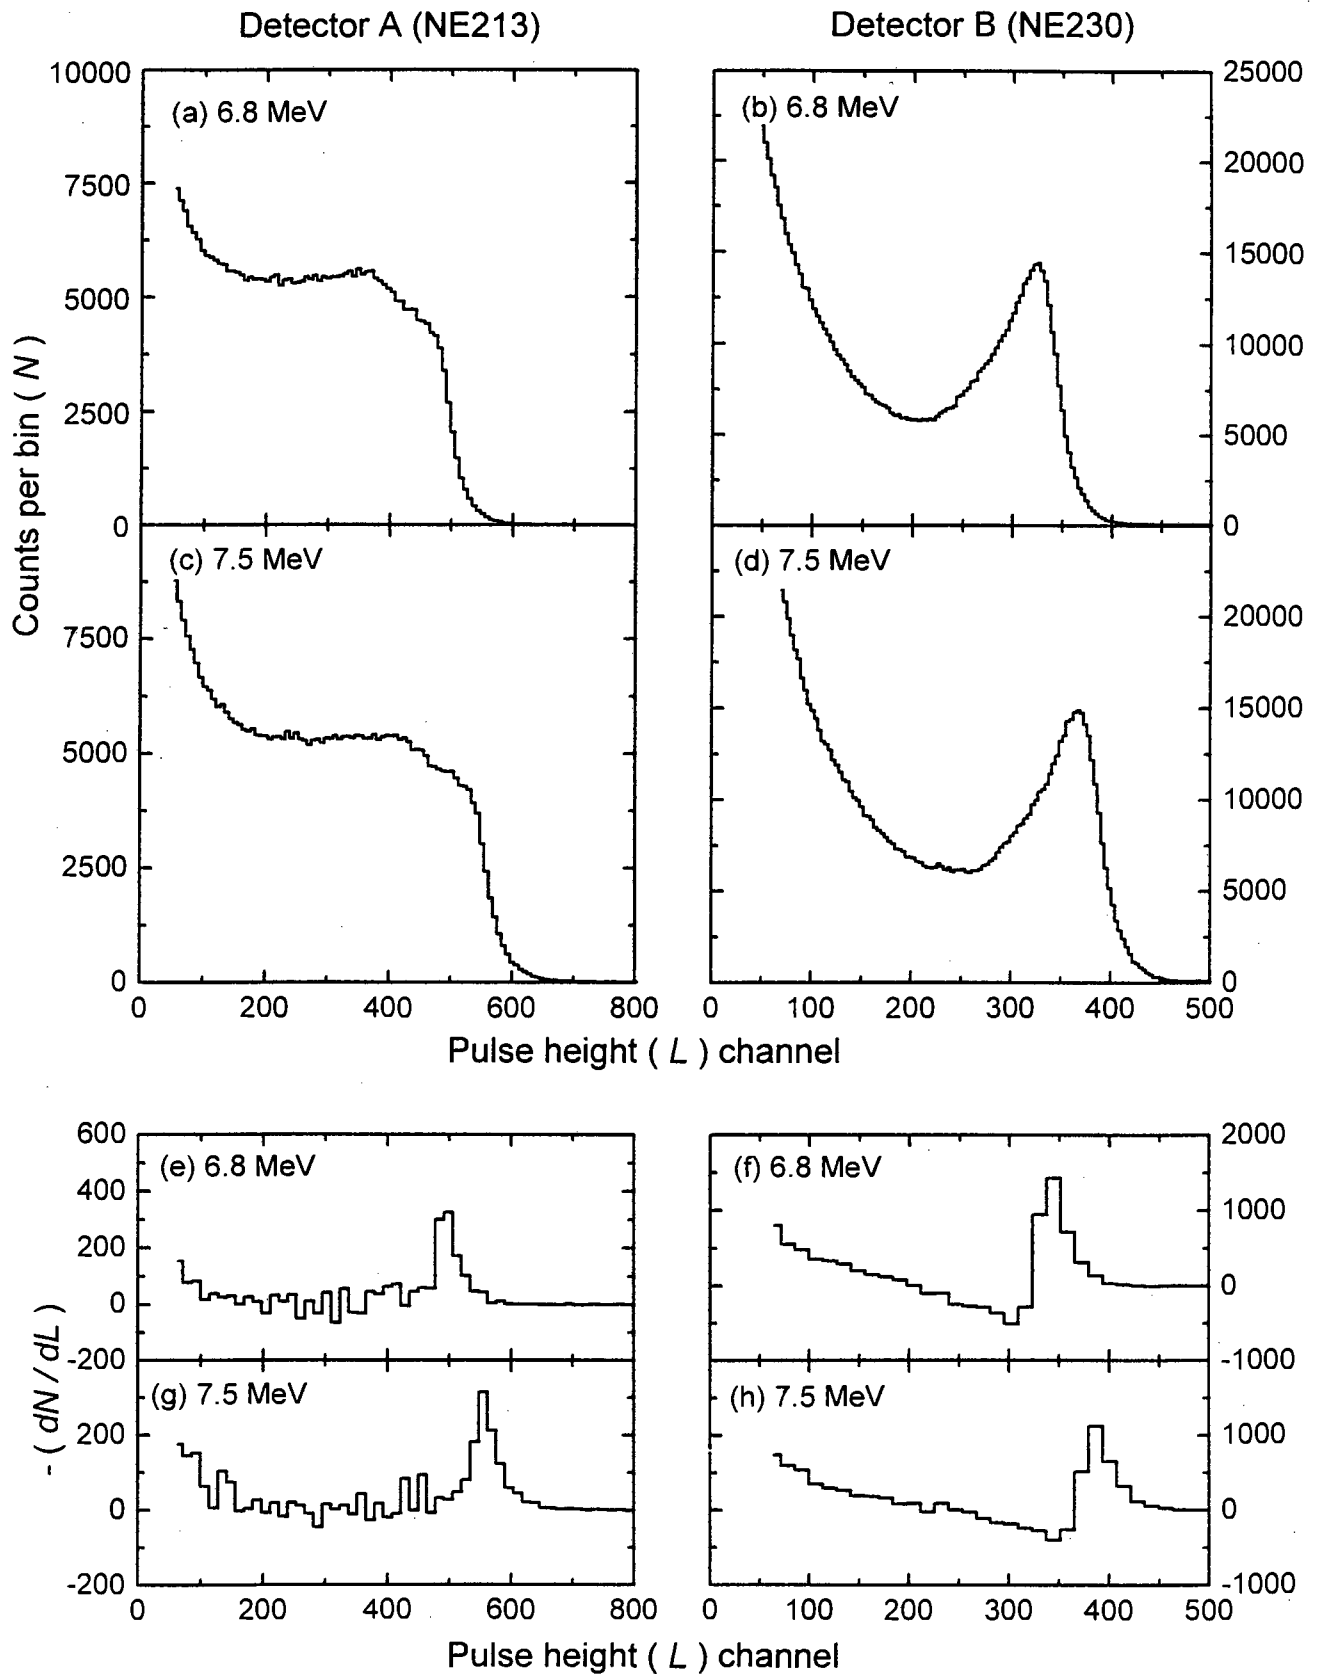 Detector A (NE213)
Detector B (NE230)
10000
7500
5000
2500
0
(a) 6.8 MeV
(b) 6.8 MeV
25000
20000
15000
10000
5000
0
Counts per bin ( N )
7500
5000
2500
0
(c) 7.5 MeV
(d) 7.5 MeV
20000
15000
10000
5000
0
0 200 400 600 800
0 100 200 300 400 500
Pulse height ( L ) channel
600
400
200
0
-200
(e) 6.8 MeV
(f) 6.8 MeV
2000
1000
0
-1000
- ( dN / dL )
200
0
-200
(g) 7.5 MeV
(h) 7.5 MeV
1000
0
-1000
0 200 400 600 800
0 100 200 300 400 500
Pulse height ( L ) channel